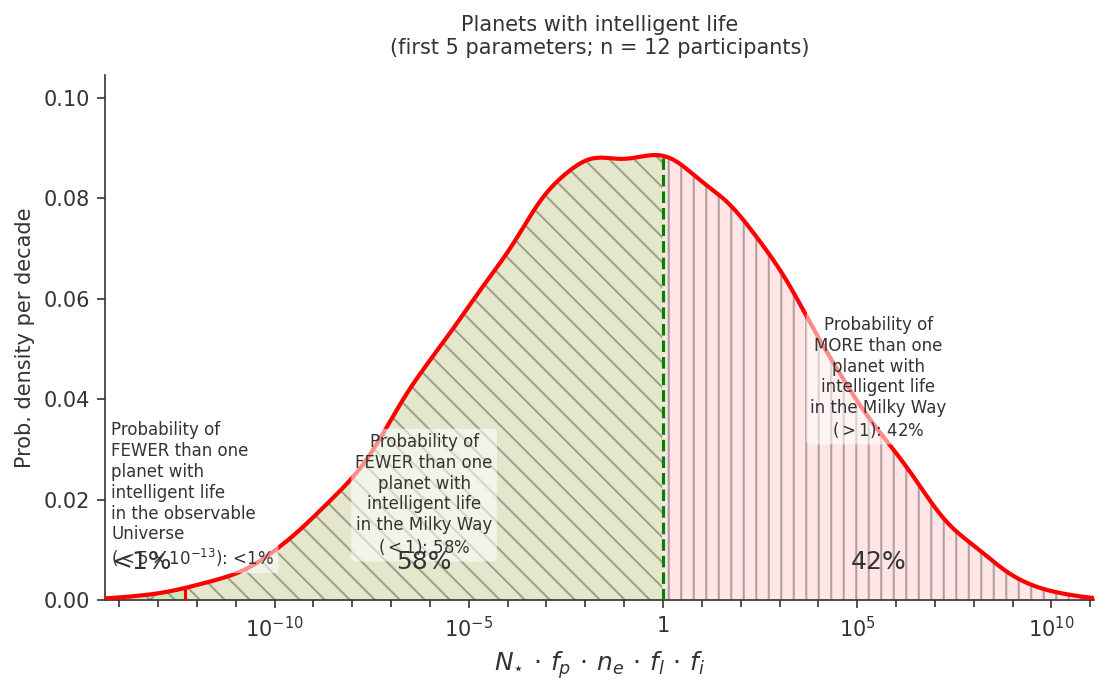 Planets with intelligent life
(first 5 parameters; n = 12 participants)
Prob. density per decade
0.10
0.08
0.06
0.04
0.02
0.00
Probability of
FEWER than one
planet with
intelligent life
in the observable
Universe
(< 5 · 10⁻¹³): <1%
<1%
Probability of
FEWER than one
planet with
intelligent life
in the Milky Way
(<1): 58%
58%
Probability of
MORE than one
planet with
intelligent life
in the Milky Way
(>1): 42%
42%
10⁻¹⁰
10⁻⁵
1
10⁵
10¹⁰
N⋆ · fₚ · nₑ · fₗ · fᵢ